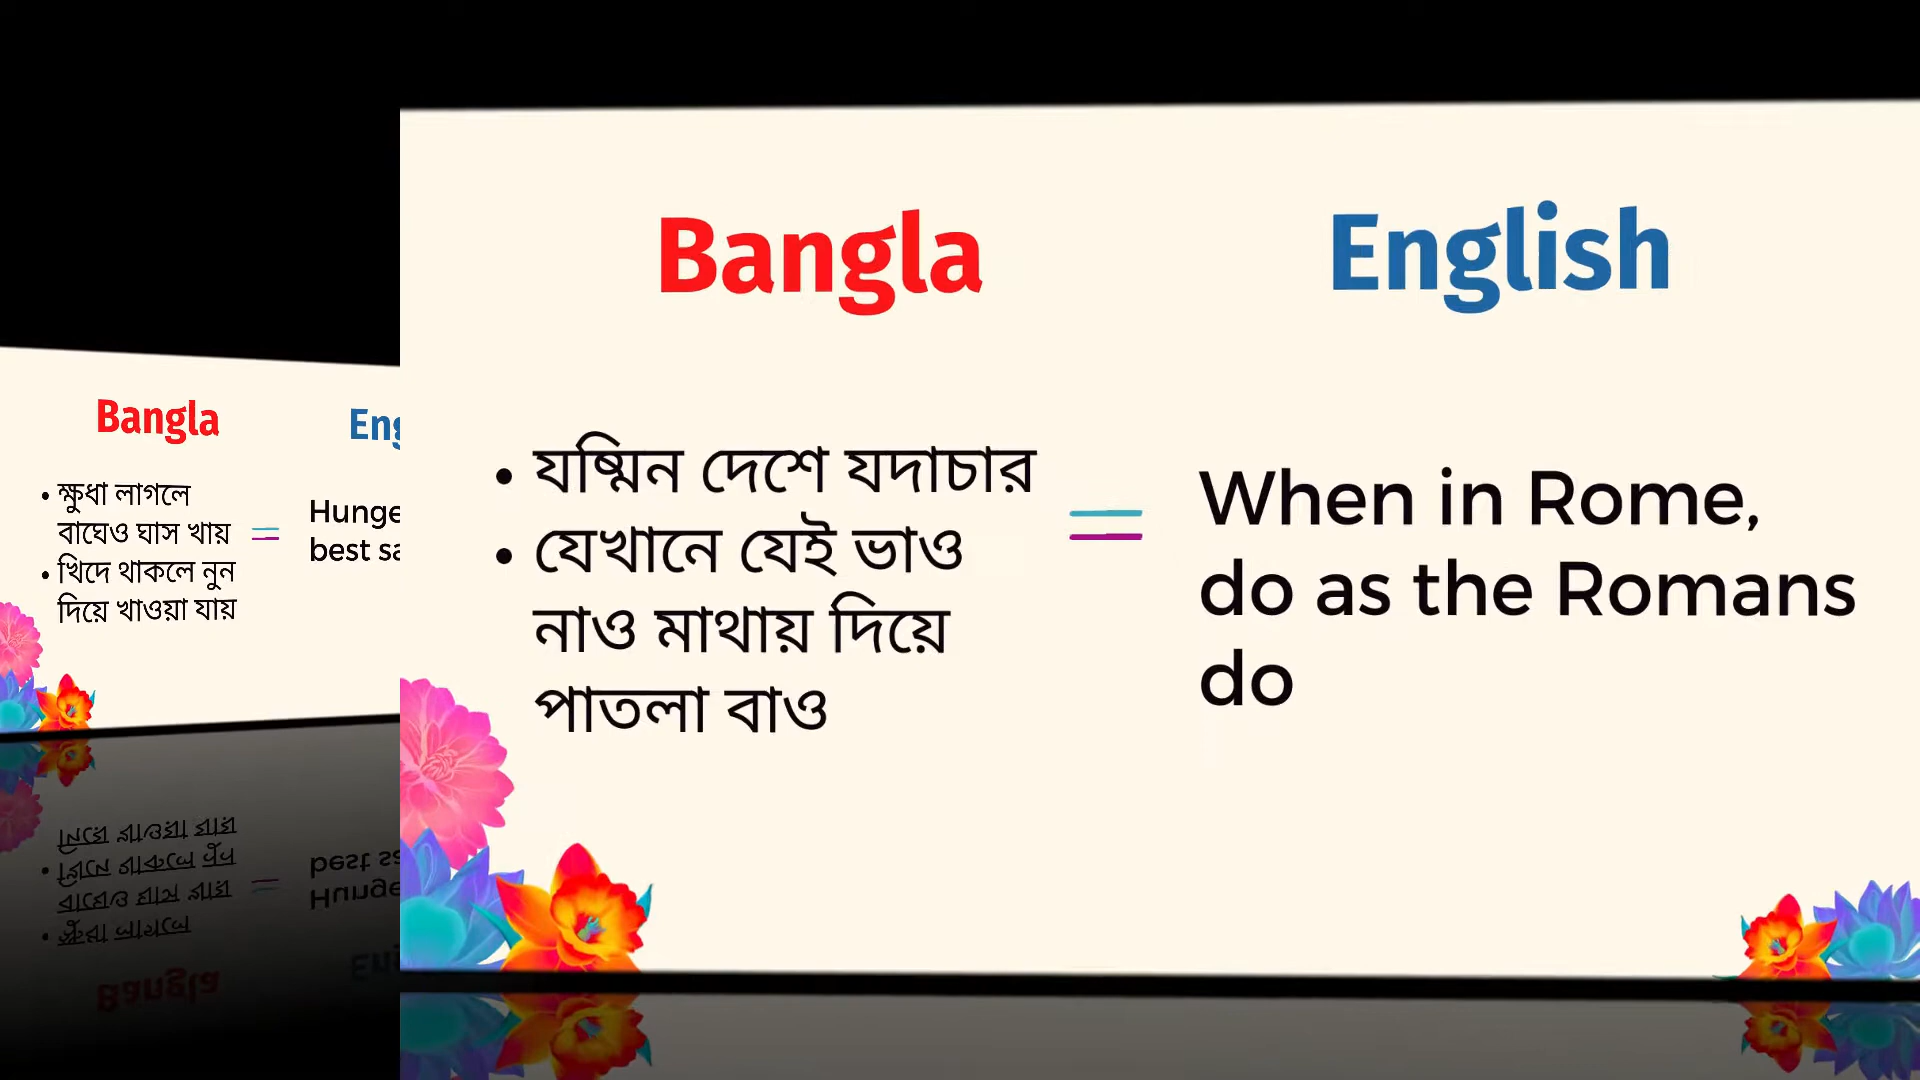 Bangla
English
• যষ্মিন দেশে যদাচার
• যেখানে যেই ভাও
নাও মাথায় দিয়ে
পাতলা বাও
=
When in Rome,
do as the Romans
do
Bangla
Eng
• ক্ষুধা লাগলে
বাঘেও ঘাস খায়
• খিদে থাকলে নুন
দিয়ে খাওয়া যায়
=
Hunge
best sa